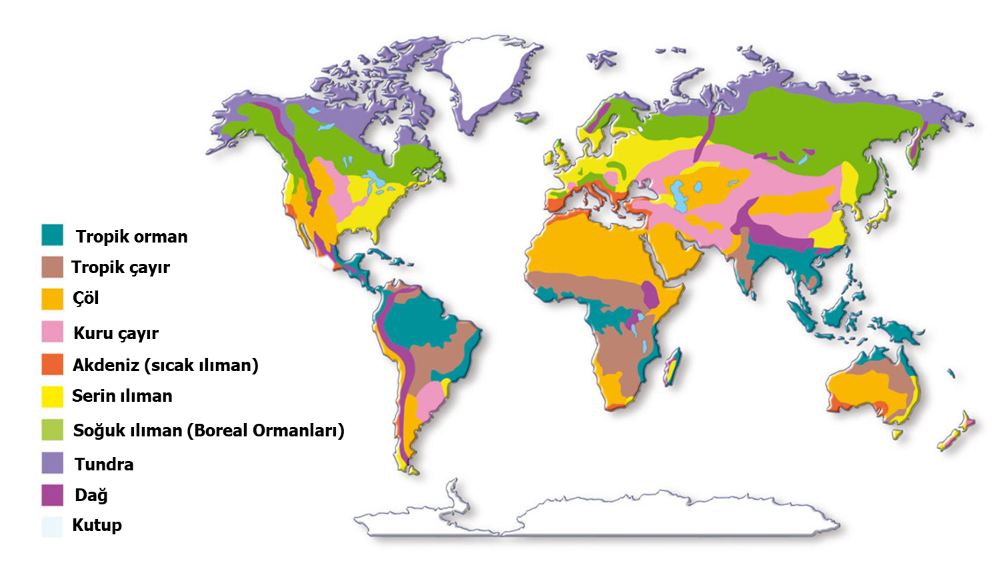 Tropik orman
Tropik çayır
Çöl
Kuru çayır
Akdeniz (sıcak ılıman)
Serin ılıman
Soğuk ılıman (Boreal Ormanları)
Tundra
Dağ
Kutup